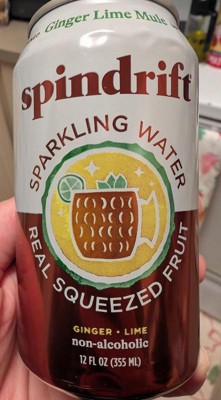 Ginger Lime Mule
spindrift
SPARKLING WATER
REAL SQUEEZED FRUIT
GINGER • LIME
non-alcoholic
12 FL OZ (355 ML)